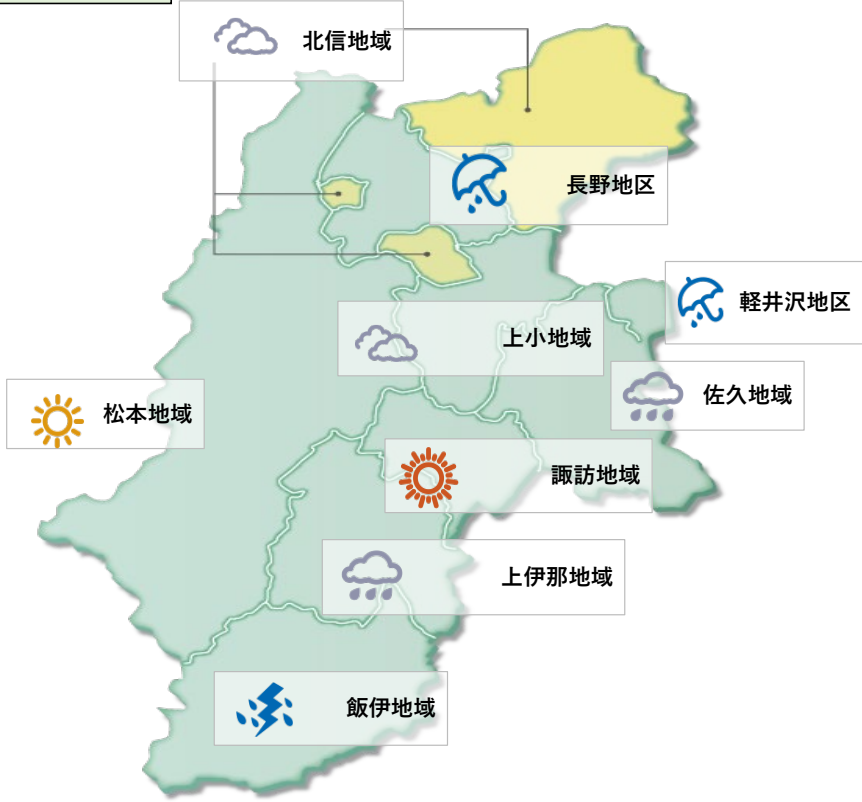 北信地域
長野地区
軽井沢地区
上小地域
佐久地域
松本地域
諏訪地域
上伊那地域
飯伊地域